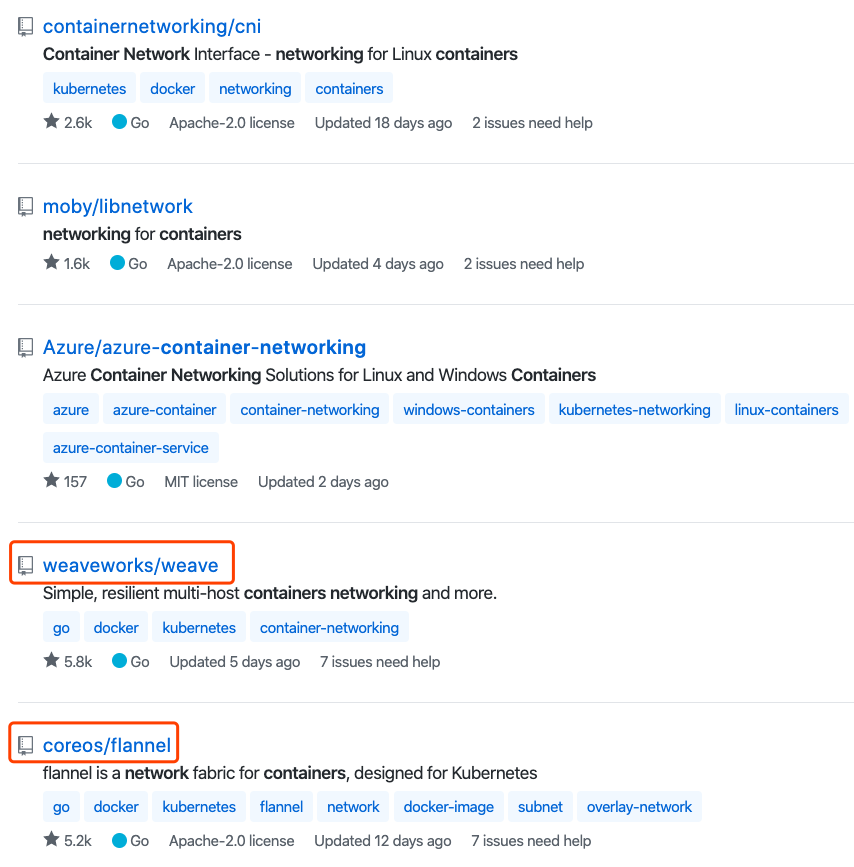 containernetworking/cni
Container Network Interface - networking for Linux containers
kubernetes docker networking containers
2.6k Go Apache-2.0 license Updated 18 days ago 2 issues need help
moby/libnetwork
networking for containers
1.6k Go Apache-2.0 license Updated 4 days ago 2 issues need help
Azure/azure-container-networking
Azure Container Networking Solutions for Linux and Windows Containers
azure azure-container container-networking windows-containers kubernetes-networking linux-containers
azure-container-service
157 Go MIT license Updated 2 days ago
weaveworks/weave
Simple, resilient multi-host containers networking and more.
go docker kubernetes container-networking
5.8k Go Updated 5 days ago 7 issues need help
coreos/flannel
flannel is a network fabric for containers, designed for Kubernetes
go docker kubernetes flannel network docker-image subnet overlay-network
5.2k Go Apache-2.0 license Updated 12 days ago 7 issues need help